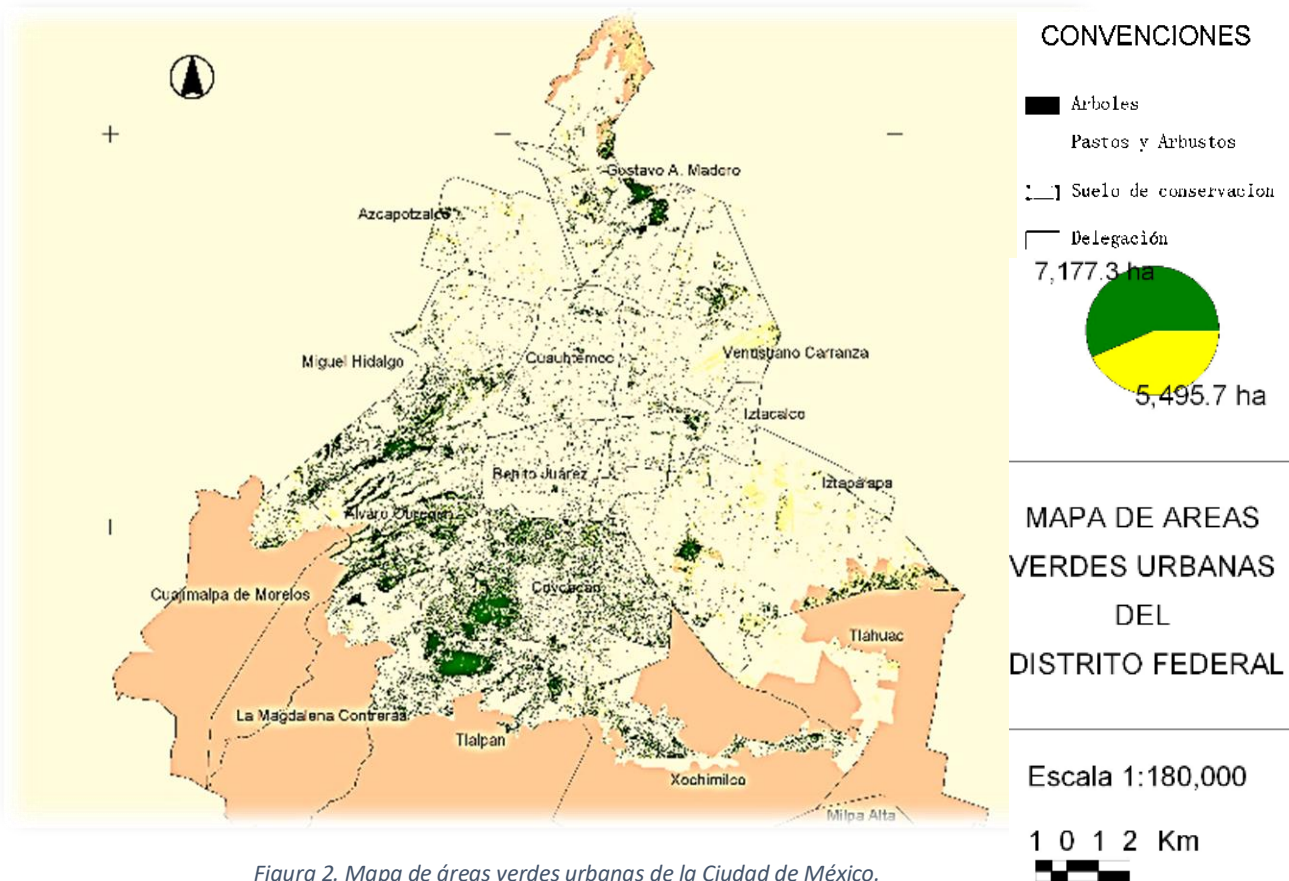 CONVENCIONES
Arboles
Pastos y Arbustos
Suelo de conservacion
Delegación
7,177.3 ha
5,495.7 ha
MAPA DE AREAS
VERDES URBANAS
DEL
DISTRITO FEDERAL
Escala 1:180,000
1 0 1 2 Km
Gustavo A. Madero
Azcapotzalco
Miguel Hidalgo
Cuauhtémoc
Venustiano Carranza
Iztacalco
Benito Juárez
Iztapalapa
Alvaro Obregón
Cuajimalpa de Morelos
Coyoacan
Tláhuac
La Magdalena Contreras
Tlalpan
Xochimilco
Milpa Alta
Figura 2. Mapa de áreas verdes urbanas de la Ciudad de México.